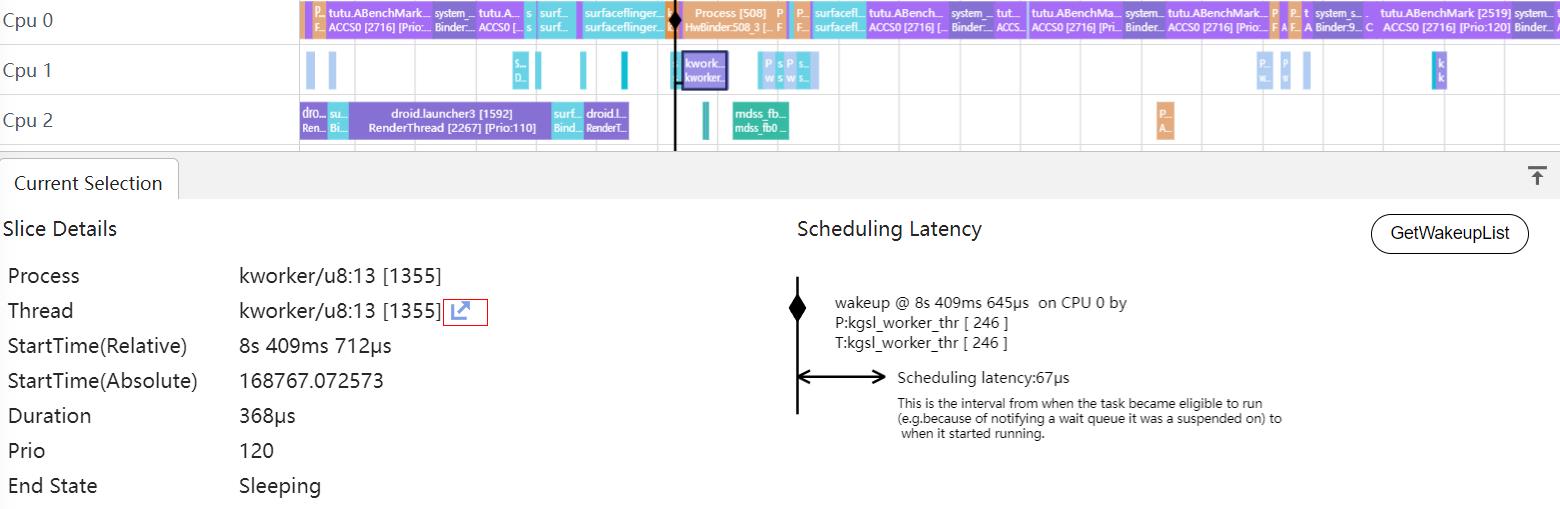 Cpu 0
P.. tutu.ABenchMark... system_... tutu.A... s surf... surfaceflinger... Process [508] P surfacefl... tutu.ABench... system_... tut... tutu.ABenchMa... system_... tutu.ABenchMark... P A P.. t system_s... . tutu.ABenchMark [2519] system_...
F.. ACCS0 [2716] [Prio:... Binder:... ACCS0 [... s surf... surfaceflinger... HwBinder:508_3 [... F surfacefl... ACCS0 [2716] ... Binder:... ACCS... ACCS0 [2716] [P... Binder:... ACCS0 [2716] [Prio:... F F... A Binder:9... C ACCS0 [2716] [Prio:120] Binder...
Cpu 1
S... kwork... P s P s... P... P k
D... kworker... w s w s... w... w k
Cpu 2
dro... su... droid.launcher3 [1592] surf... droid.l... mdss_fb... P...
Ren... Bi... RenderThread [2267] [Prio:110] Bind... RenderT... mdss_fb0 ... A...
Current Selection
Slice Details
Scheduling Latency
GetWakeupList
Process kworker/u8:13 [1355]
Thread kworker/u8:13 [1355]
StartTime(Relative) 8s 409ms 712μs
StartTime(Absolute) 168767.072573
Duration 368μs
Prio 120
End State Sleeping
wakeup @ 8s 409ms 645μs on CPU 0 by
P:kgsl_worker_thr [ 246 ]
T:kgsl_worker_thr [ 246 ]
Scheduling latency:67μs
This is the interval from when the task became eligible to run
(e.g.because of notifying a wait queue it was a suspended on) to
when it started running.